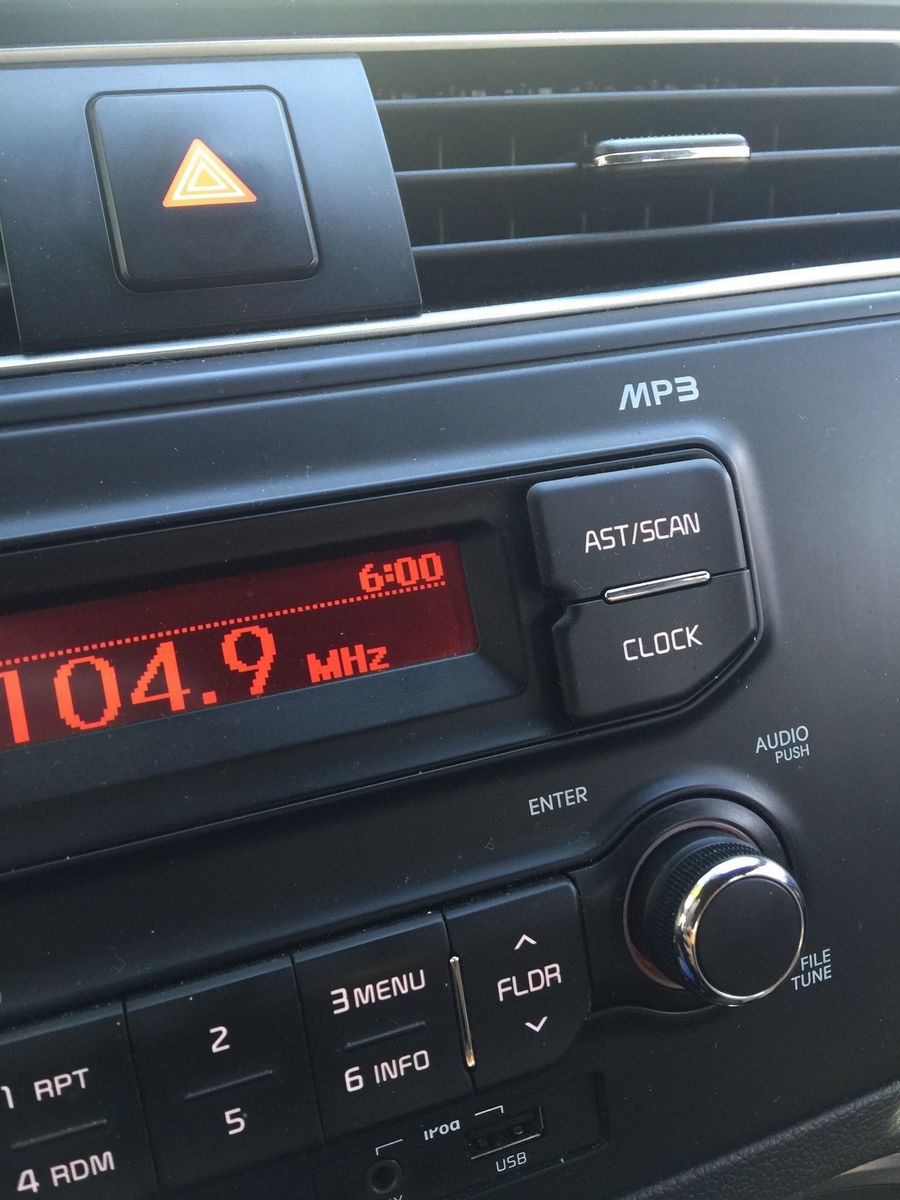 MP3
AST/SCAN
6:00
CLOCK
104.9 MHz
AUDIO
PUSH
ENTER
FILE
TUNE
3 MENU
FLDR
2
6 INFO
1 RPT
5
4 RDM
iPod
USB